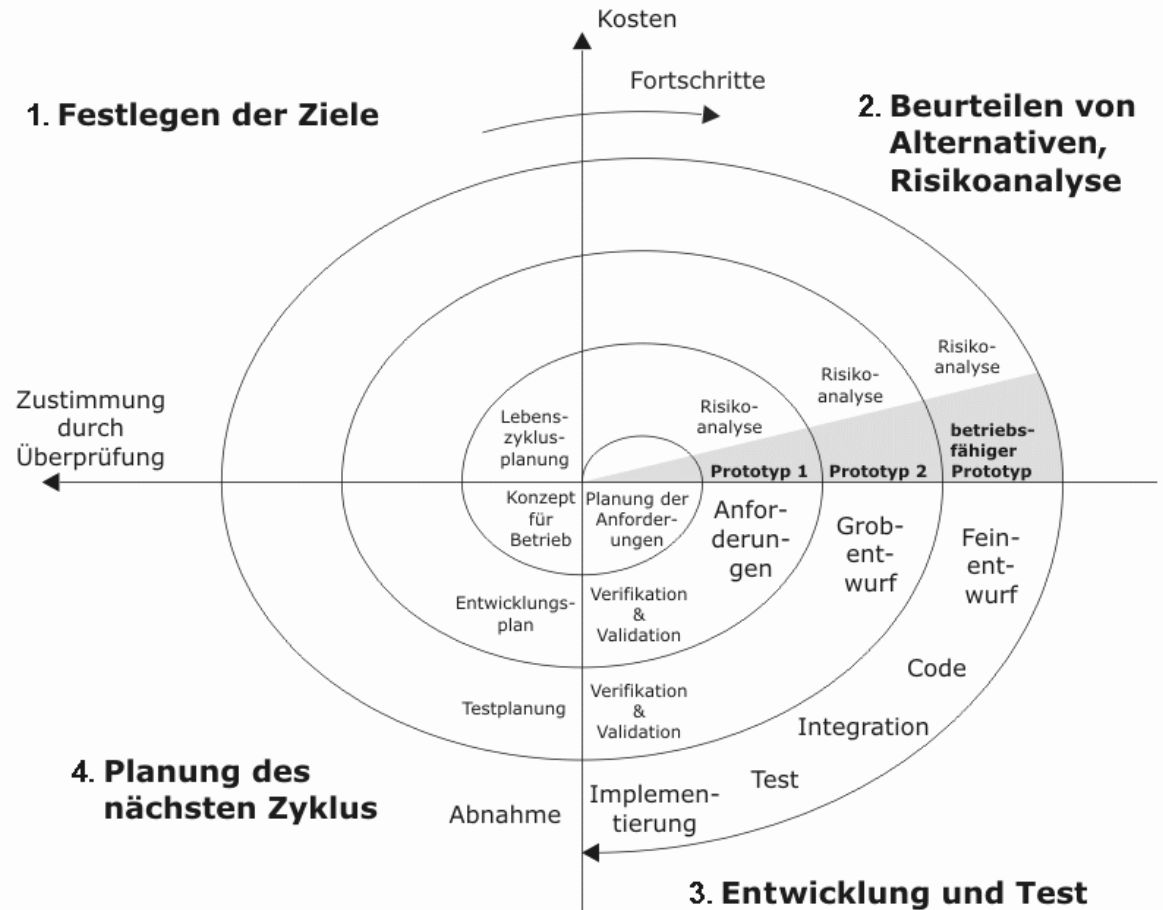 Kosten
Fortschritte
1. Festlegen der Ziele
2. Beurteilen von
Alternativen,
Risikoanalyse
Zustimmung
durch
Überprüfung
Lebens-
zyklus-
planung
Risiko-
analyse
Risiko-
analyse
Risiko-
analyse
Prototyp 1
Prototyp 2
betriebs-
fähiger
Prototyp
Konzept
für
Betrieb
Planung der
Anforder-
ungen
Anfor-
derun-
gen
Grob-
ent-
wurf
Fein-
ent-
wurf
Entwicklungs-
plan
Verifikation
&
Validation
Testplanung
Verifikation
&
Validation
Code
Integration
Test
Implemen-
tierung
Abnahme
4. Planung des
nächsten Zyklus
3. Entwicklung und Test